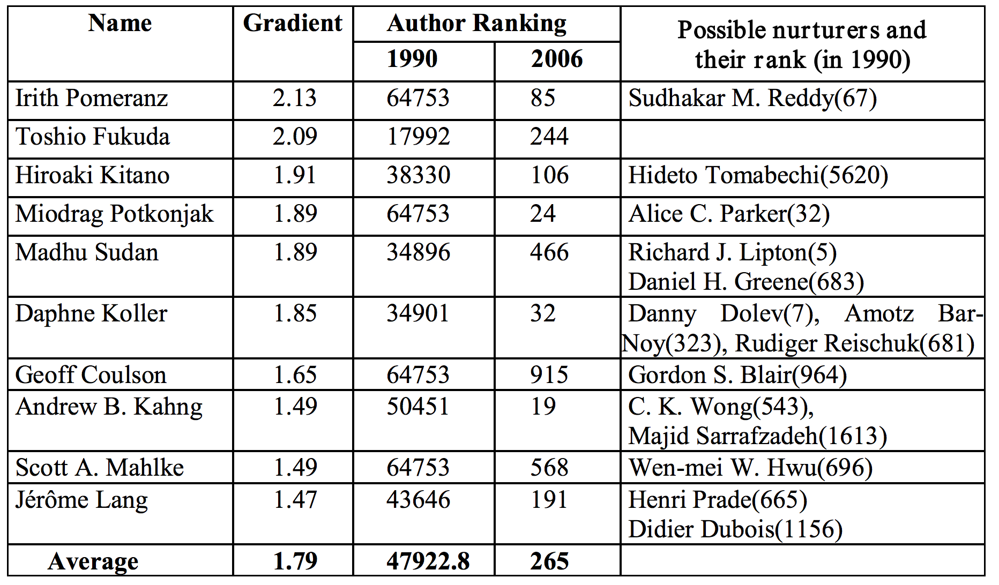 Name Gradient Author Ranking Possible nurturers and
their rank (in 1990)
1990 2006
Irith Pomeranz 2.13 64753 85 Sudhakar M. Reddy(67)
Toshio Fukuda 2.09 17992 244
Hiroaki Kitano 1.91 38330 106 Hideto Tomabechi(5620)
Miodrag Potkonjak 1.89 64753 24 Alice C. Parker(32)
Madhu Sudan 1.89 34896 466 Richard J. Lipton(5)
Daniel H. Greene(683)
Daphne Koller 1.85 34901 32 Danny Dolev(7), Amotz Bar-
Noy(323), Rudiger Reischuk(681)
Geoff Coulson 1.65 64753 915 Gordon S. Blair(964)
Andrew B. Kahng 1.49 50451 19 C. K. Wong(543),
Majid Sarrafzadeh(1613)
Scott A. Mahlke 1.49 64753 568 Wen-mei W. Hwu(696)
Jérôme Lang 1.47 43646 191 Henri Prade(665)
Didier Dubois(1156)
Average 1.79 47922.8 265